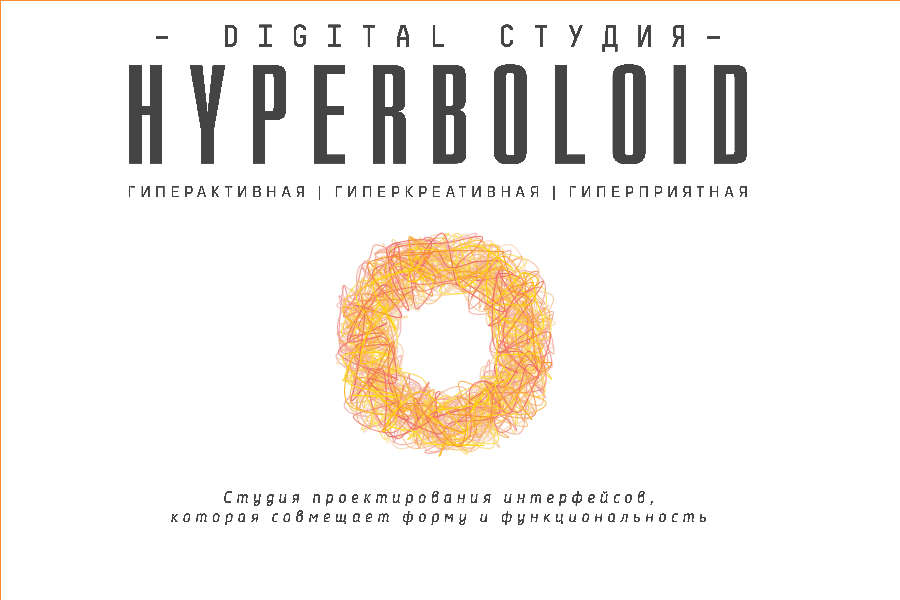 - DIGITAL СТУДИЯ-
HYPERBOLOID
ГИПЕРАКТИВНАЯ | ГИПЕРКРЕАТИВНАЯ | ГИПЕРПРИЯТНАЯ
Студия проектирования интерфейсов,
которая совмещает форму и функциональность